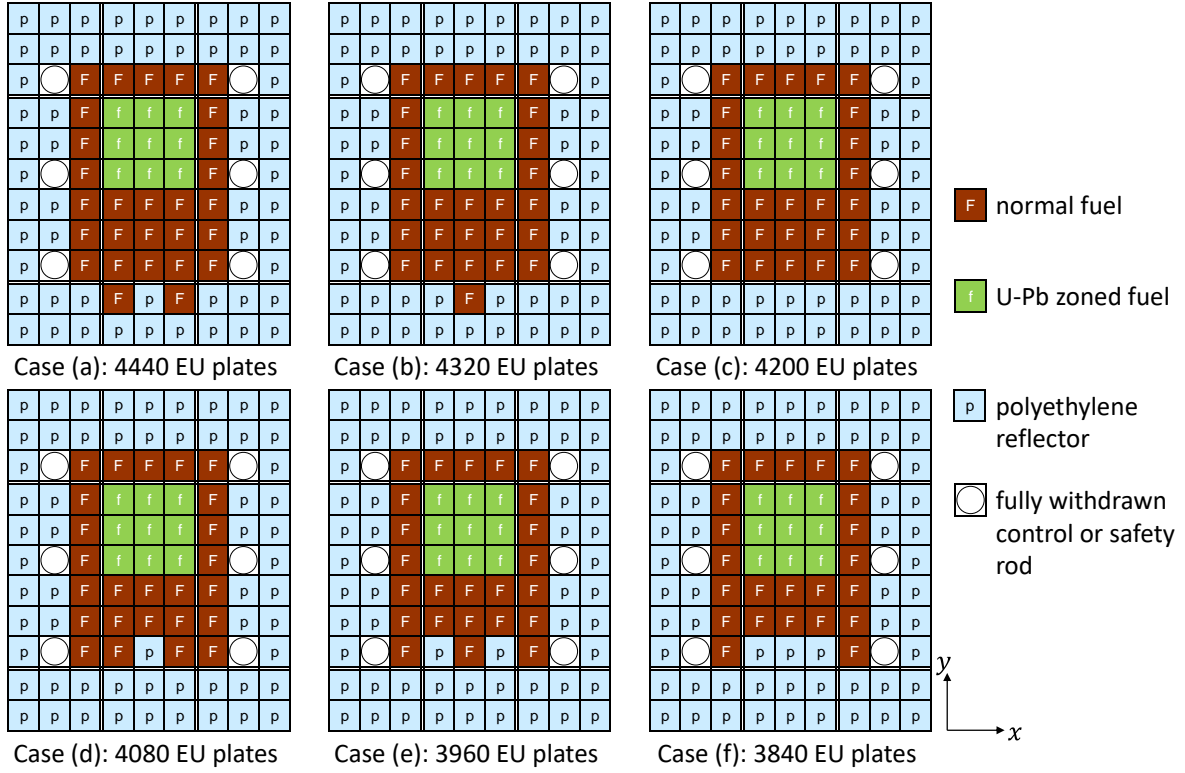 p p p p p p p p p
p p p p p p p p p
p F F F F F p
p p F f f f F p p
p p F f f f F p p
p F f f f F p
p p F F F F F p p
p p F F F F F p p
p F F F F F p
p p p F p F p p p
p p p p p p p p p
Case (a): 4440 EU plates
p p p p p p p p p
p p p p p p p p p
p F F F F F p
p p F f f f F p p
p p F f f f F p p
p F f f f F p
p p F F F F F p p
p p F F F F F p p
p F F F F F p
p p p p F p p p p
p p p p p p p p p
Case (b): 4320 EU plates
p p p p p p p p p
p p p p p p p p p
p F F F F F p
p p F f f f F p p
p p F f f f F p p
p F f f f F p
p p F F F F F p p
p p F F F F F p p
p F F F F F p
p p p p p p p p p
p p p p p p p p p
Case (c): 4200 EU plates
p p p p p p p p p
p p p p p p p p p
p F F F F F p
p p F f f f F p p
p p F f f f F p p
p F f f f F p
p p F F F F F p p
p p F F F F F p p
p F F p F F p
p p p p p p p p p
p p p p p p p p p
Case (d): 4080 EU plates
p p p p p p p p p
p p p p p p p p p
p F F F F F p
p p F f f f F p p
p p F f f f F p p
p F f f f F p
p p F F F F F p p
p p F F F F F p p
p F p F p F p
p p p p p p p p p
p p p p p p p p p
Case (e): 3960 EU plates
p p p p p p p p p
p p p p p p p p p
p F F F F F p
p p F f f f F p p
p p F f f f F p p
p F f f f F p
p p F F F F F p p
p p F F F F F p p
p F p p p F p
p p p p p p p p p
p p p p p p p p p
Case (f): 3840 EU plates
F normal fuel
f U-Pb zoned fuel
p polyethylene
reflector
fully withdrawn
control or safety
rod
y
x